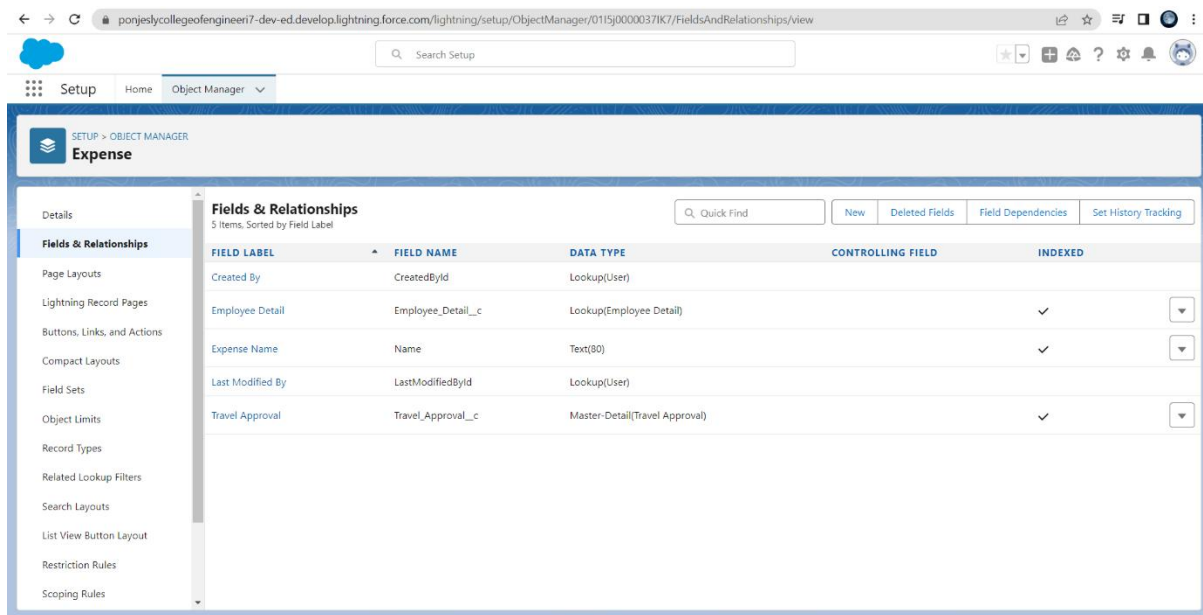 ponjeslycollegeofengineeri7-dev-ed.develop.lightning.force.com/lightning/setup/ObjectManager/01I5j0000037IK7/FieldsAndRelationships/view
Search Setup
Setup Home Object Manager
SETUP > OBJECT MANAGER
Expense
Details
Fields & Relationships
Page Layouts
Lightning Record Pages
Buttons, Links, and Actions
Compact Layouts
Field Sets
Object Limits
Record Types
Related Lookup Filters
Search Layouts
List View Button Layout
Restriction Rules
Scoping Rules
Fields & Relationships
5 Items, Sorted by Field Label
Quick Find New Deleted Fields Field Dependencies Set History Tracking
FIELD LABEL FIELD NAME DATA TYPE CONTROLLING FIELD INDEXED
Created By CreatedById Lookup(User)
Employee Detail Employee_Detail__c Lookup(Employee Detail)
Expense Name Name Text(80)
Last Modified By LastModifiedById Lookup(User)
Travel Approval Travel_Approval__c Master-Detail(Travel Approval)